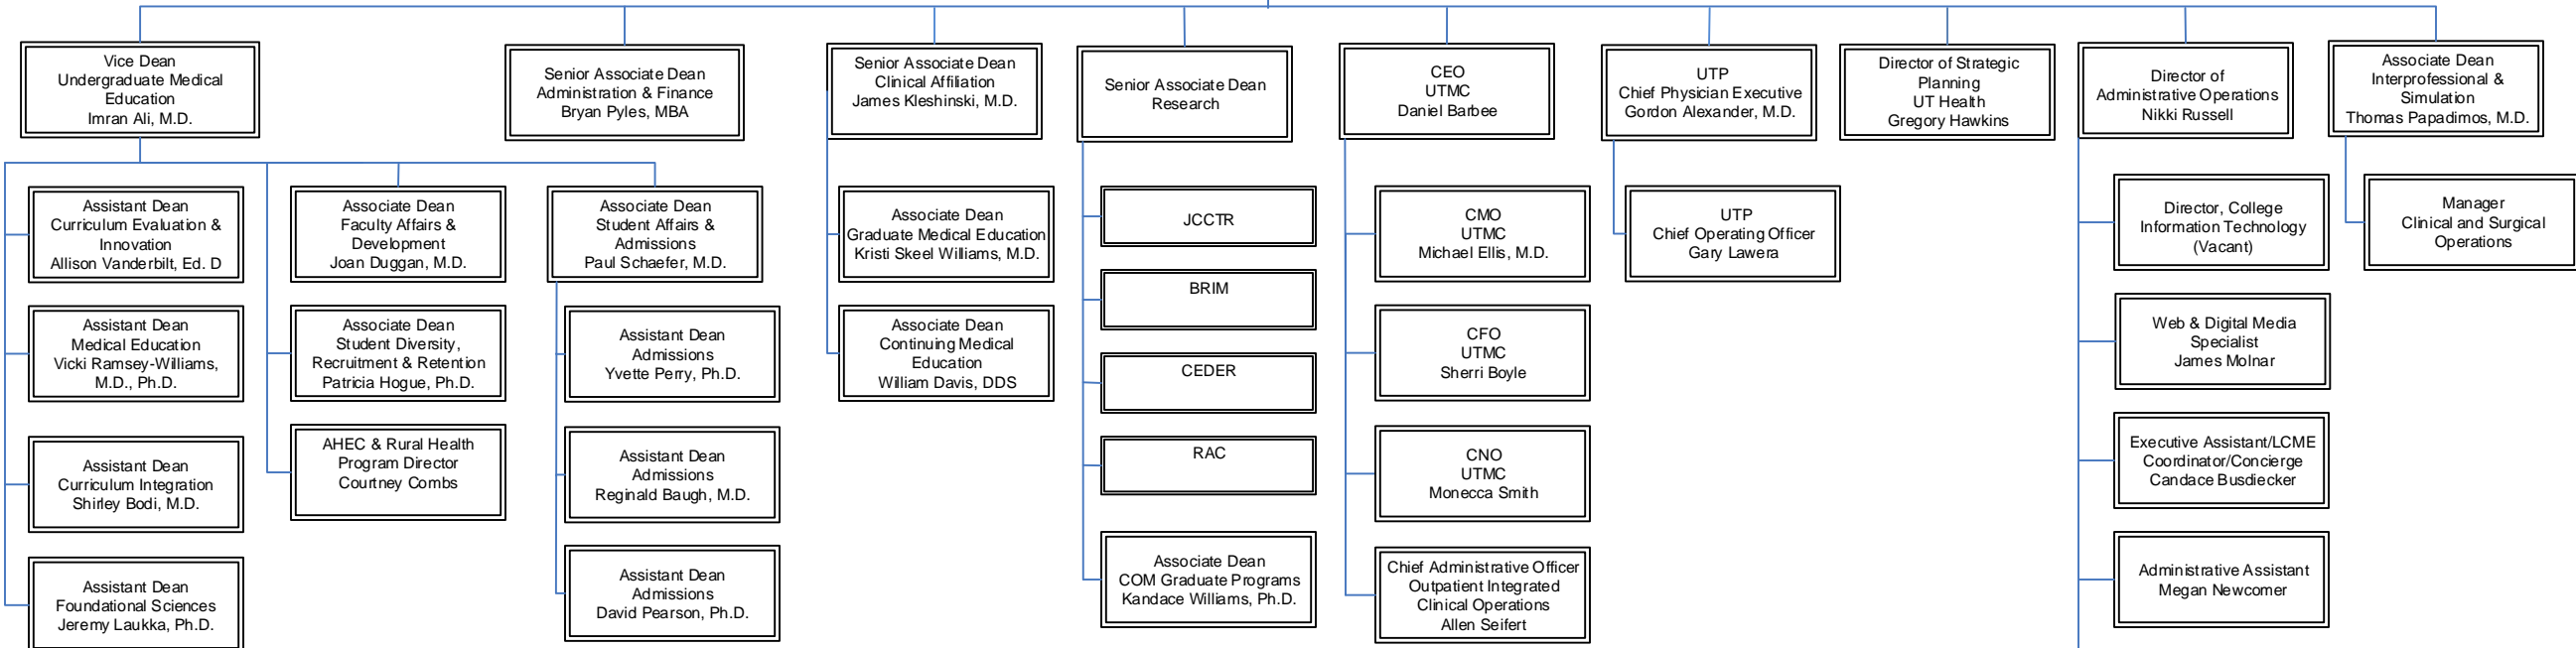 Vice Dean
Undergraduate Medical
Education
Imran Ali, M.D.
Senior Associate Dean
Administration & Finance
Bryan Pyles, MBA
Senior Associate Dean
Clinical Affiliation
James Kleshinski, M.D.
Senior Associate Dean
Research
CEO
UTMC
Daniel Barbee
UTP
Chief Physician Executive
Gordon Alexander, M.D.
Director of Strategic
Planning
UT Health
Gregory Hawkins
Director of
Administrative Operations
Nikki Russell
Associate Dean
Interprofessional &
Simulation
Thomas Papadimos, M.D.
Assistant Dean
Curriculum Evaluation &
Innovation
Allison Vanderbilt, Ed. D
Assistant Dean
Medical Education
Vicki Ramsey-Williams,
M.D., Ph.D.
Assistant Dean
Curriculum Integration
Shirley Bodi, M.D.
Assistant Dean
Foundational Sciences
Jeremy Laukka, Ph.D.
Associate Dean
Faculty Affairs &
Development
Joan Duggan, M.D.
Associate Dean
Student Diversity,
Recruitment & Retention
Patricia Hogue, Ph.D.
AHEC & Rural Health
Program Director
Courtney Combs
Associate Dean
Student Affairs &
Admissions
Paul Schaefer, M.D.
Assistant Dean
Admissions
Yvette Perry, Ph.D.
Assistant Dean
Admissions
Reginald Baugh, M.D.
Assistant Dean
Admissions
David Pearson, Ph.D.
Associate Dean
Graduate Medical Education
Kristi Skeel Williams, M.D.
Associate Dean
Continuing Medical
Education
William Davis, DDS
JCCTR
BRIM
CEDER
RAC
Associate Dean
COM Graduate Programs
Kandace Williams, Ph.D.
CMO
UTMC
Michael Ellis, M.D.
CFO
UTMC
Sherri Boyle
CNO
UTMC
Monecca Smith
Chief Administrative Officer
Outpatient Integrated
Clinical Operations
Allen Seifert
UTP
Chief Operating Officer
Gary Lawera
Director, College
Information Technology
(Vacant)
Web & Digital Media
Specialist
James Molnar
Executive Assistant/LCME
Coordinator/Concierge
Candace Busdiecker
Administrative Assistant
Megan Newcomer
Manager
Clinical and Surgical
Operations